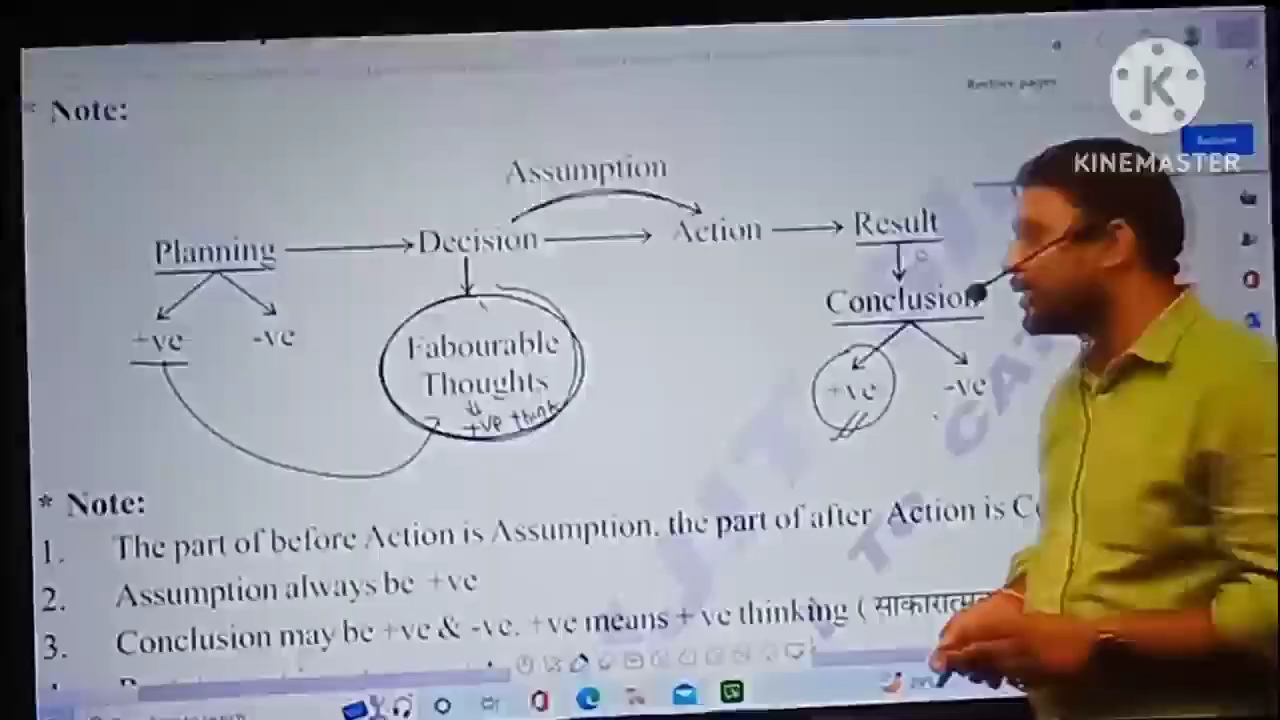 * Note:
Restore pages
KINEMASTER
Assumption
Planning Decision Action Result
Conclusion
+ve -ve
Fabourable
Thoughts
+ve think
+ve -ve
* Note:
1. The part of before Action is Assumption. the part of after Action is
2. Assumption always be +ve
3. Conclusion may be +ve & -ve. +ve means +ve thinking (